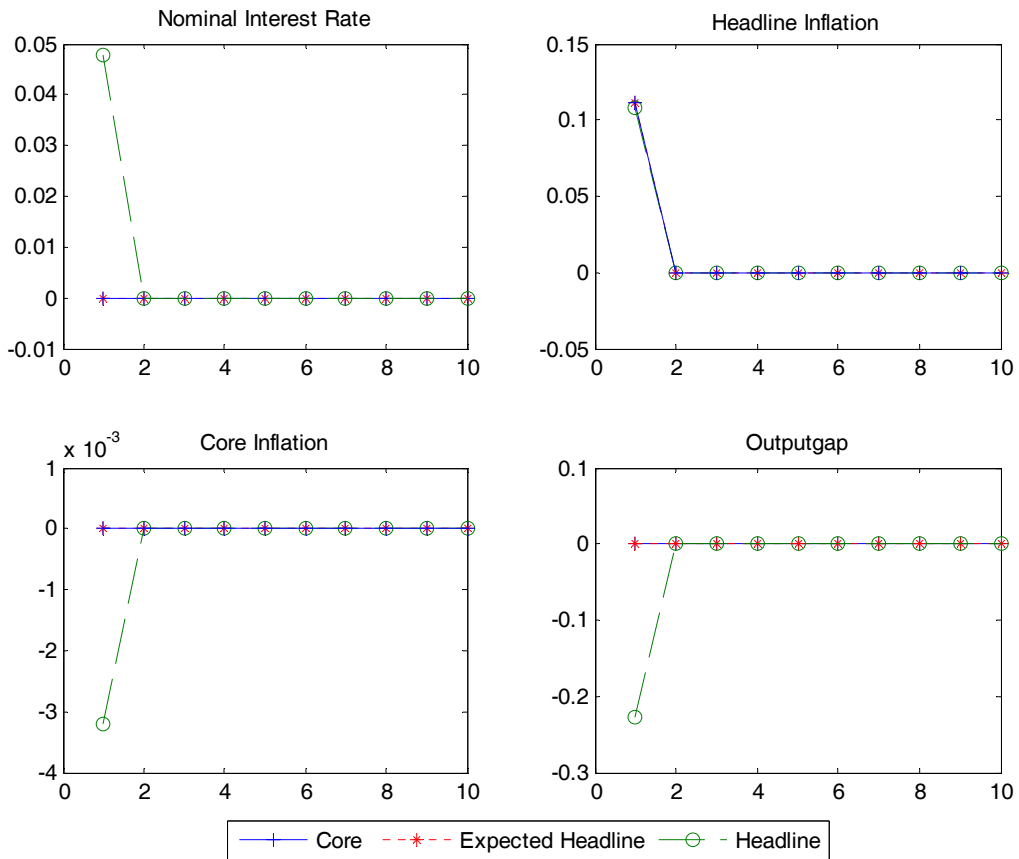 Nominal Interest Rate
0.05
0.04
0.03
0.02
0.01
0
-0.01
0 2 4 6 8 10
Headline Inflation
0.15
0.1
0.05
0
-0.05
0 2 4 6 8 10
Core Inflation
x 10^-3
1
0
-1
-2
-3
-4
0 2 4 6 8 10
Outputgap
0.1
0
-0.1
-0.2
-0.3
0 2 4 6 8 10
Core Expected Headline Headline